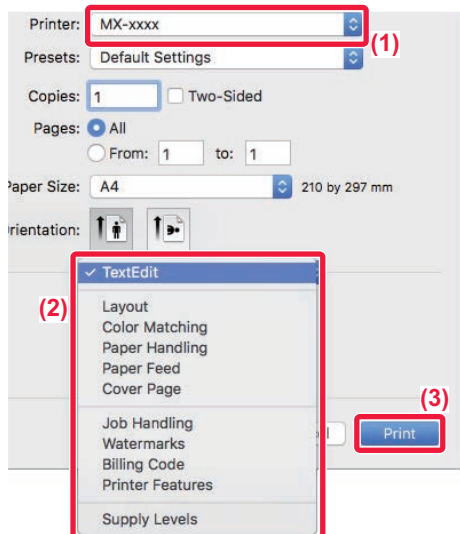 Printer: MX-xxxx
(1)
Presets: Default Settings
Copies: 1 Two-Sided
Pages: All
From: 1 to: 1
Paper Size: A4 210 by 297 mm
Orientation:
✓ TextEdit
(2)
Layout
Color Matching
Paper Handling
Paper Feed
Cover Page
(3)
Job Handling
Watermarks
Print
Billing Code
Printer Features
Supply Levels